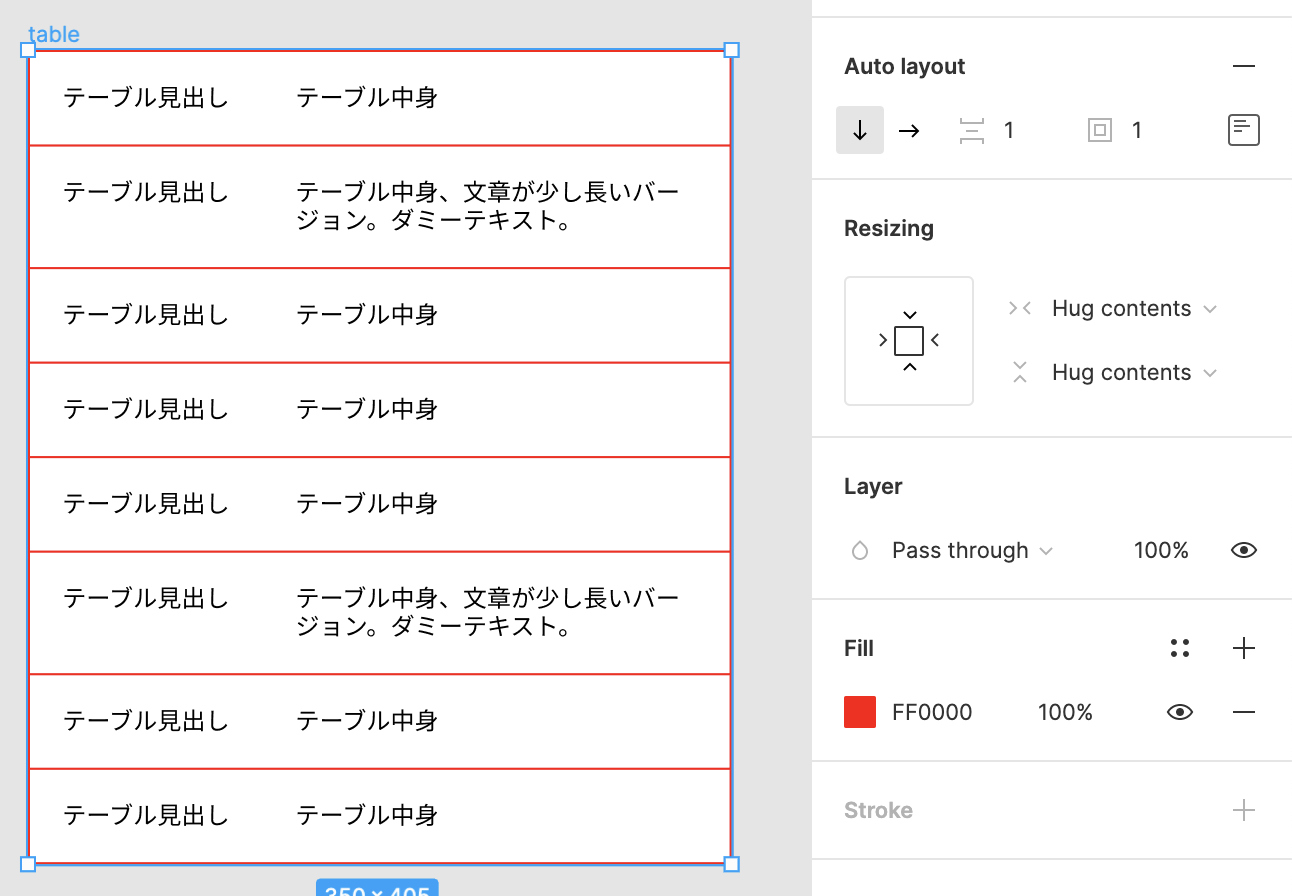 table
テーブル見出し テーブル中身
テーブル見出し テーブル中身、文章が少し長いバー
ジョン。ダミーテキスト。
テーブル見出し テーブル中身
テーブル見出し テーブル中身
テーブル見出し テーブル中身
テーブル見出し テーブル中身、文章が少し長いバー
ジョン。ダミーテキスト。
テーブル見出し テーブル中身
テーブル見出し テーブル中身
350 × 405
Auto layout
1 1
Resizing
Hug contents
Hug contents
Layer
Pass through 100%
Fill
FF0000 100%
Stroke